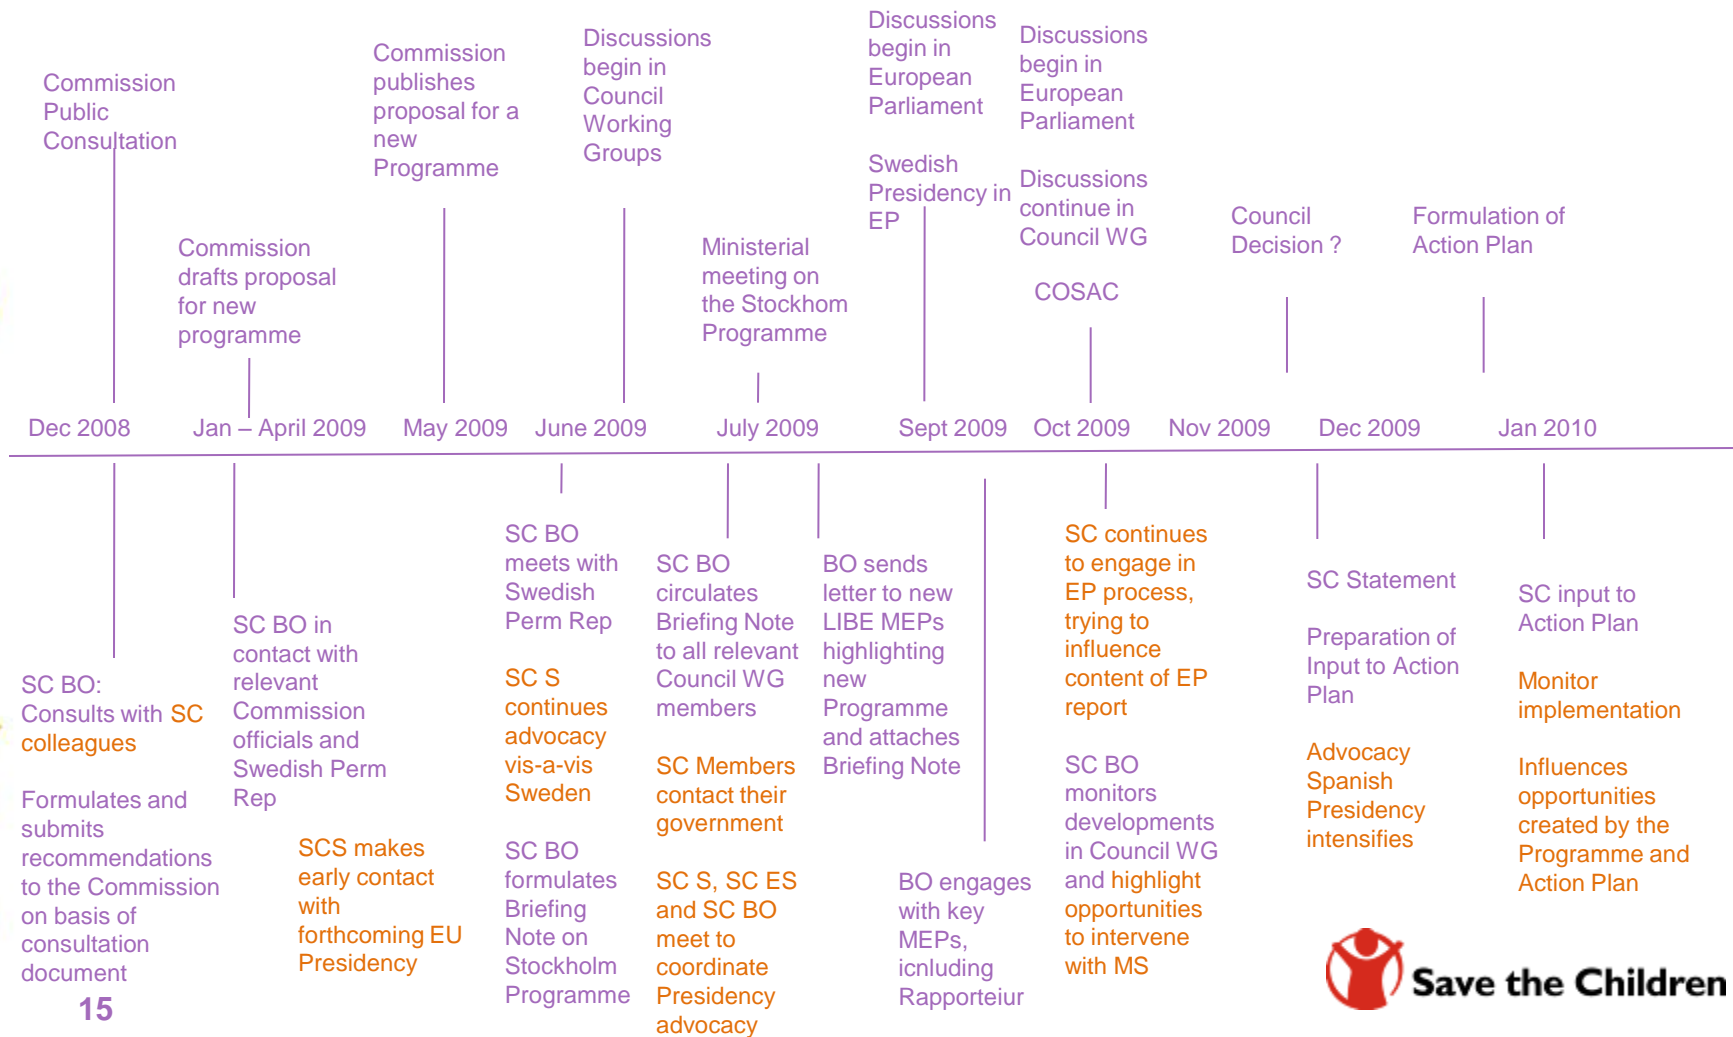 Commission
Public
Consultation
Commission
drafts proposal
for new
programme
Commission
publishes
proposal for a
new
Programme
Discussions
begin in
Council
Working
Groups
Ministerial
meeting on
the Stockhom
Programme
Discussions
begin in
European
Parliament
Swedish
Presidency in
EP
Discussions
begin in
European
Parliament
Discussions
continue in
Council WG
COSAC
Council
Decision ?
Formulation of
Action Plan
Dec 2008
Jan – April 2009
May 2009
June 2009
July 2009
Sept 2009
Oct 2009
Nov 2009
Dec 2009
Jan 2010
SC BO:
Consults with SC
colleagues
Formulates and
submits
recommendations
to the Commission
on basis of
consultation
document
SC BO in
contact with
relevant
Commission
officials and
Swedish Perm
Rep
SCS makes
early contact
with
forthcoming EU
Presidency
SC BO
meets with
Swedish
Perm Rep
SC S
continues
advocacy
vis-a-vis
Sweden
SC BO
formulates
Briefing
Note on
Stockholm
Programme
SC BO
circulates
Briefing Note
to all relevant
Council WG
members
SC Members
contact their
government
SC S, SC ES
and SC BO
meet to
coordinate
Presidency
advocacy
BO sends
letter to new
LIBE MEPs
highlighting
new
Programme
and attaches
Briefing Note
BO engages
with key
MEPs,
icnluding
Rapporteiur
SC continues
to engage in
EP process,
trying to
influence
content of EP
report
SC BO
monitors
developments
in Council WG
and highlight
opportunities
to intervene
with MS
SC Statement
Preparation of
Input to Action
Plan
Advocacy
Spanish
Presidency
intensifies
SC input to
Action Plan
Monitor
implementation
Influences
opportunities
created by the
Programme and
Action Plan
Save the Children
15